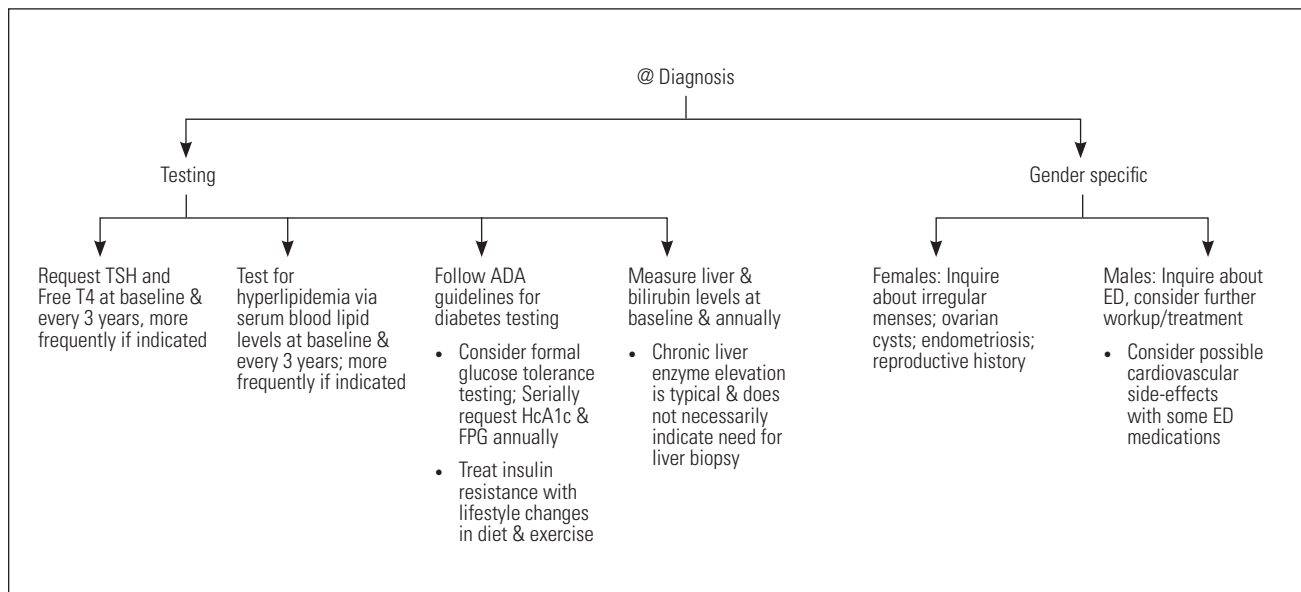 @ Diagnosis
Testing
Gender specific
Request TSH and
Free T4 at baseline &
every 3 years, more
frequently if indicated
Test for
hyperlipidemia via
serum blood lipid
levels at baseline &
every 3 years; more
frequently if indicated
Follow ADA
guidelines for
diabetes testing
• Consider formal
glucose tolerance
testing; Serially
request HcA1c &
FPG annually
• Treat insulin
resistance with
lifestyle changes
in diet & exercise
Measure liver &
bilirubin levels at
baseline & annually
• Chronic liver
enzyme elevation
is typical & does
not necessarily
indicate need for
liver biopsy
Females: Inquire
about irregular
menses; ovarian
cysts; endometriosis;
reproductive history
Males: Inquire about
ED, consider further
workup/treatment
• Consider possible
cardiovascular
side-effects
with some ED
medications